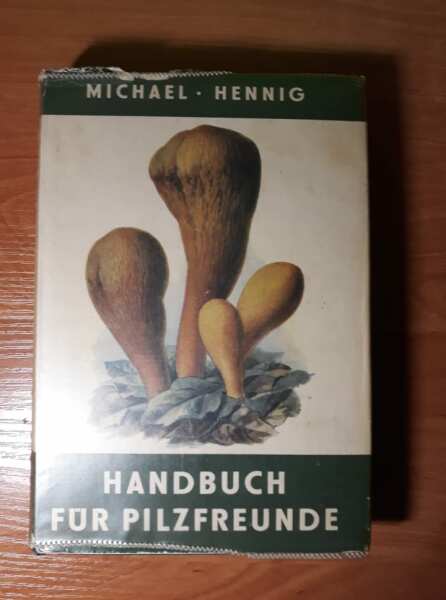 MICHAEL · HENNIG
HANDBUCH
FÜR PILZFREUNDE